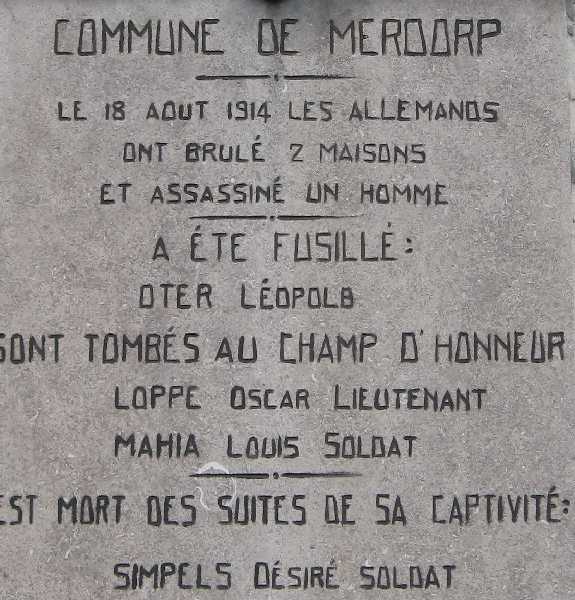 COMMUNE DE MERDORP
LE 18 AOUT 1914 LES ALLEMANDS
ONT BRULÉ 2 MAISONS
ET ASSASSINÉ UN HOMME
A ÉTE FUSILLÉ:
OTER LÉOPOLD
SONT TOMBÉS AU CHAMP D'HONNEUR
LOPPE OSCAR LIEUTENANT
MAHIA LOUIS SOLDAT
EST MORT DES SUITES DE SA CAPTIVITÉ:
SIMPELS DÉSIRÉ SOLDAT